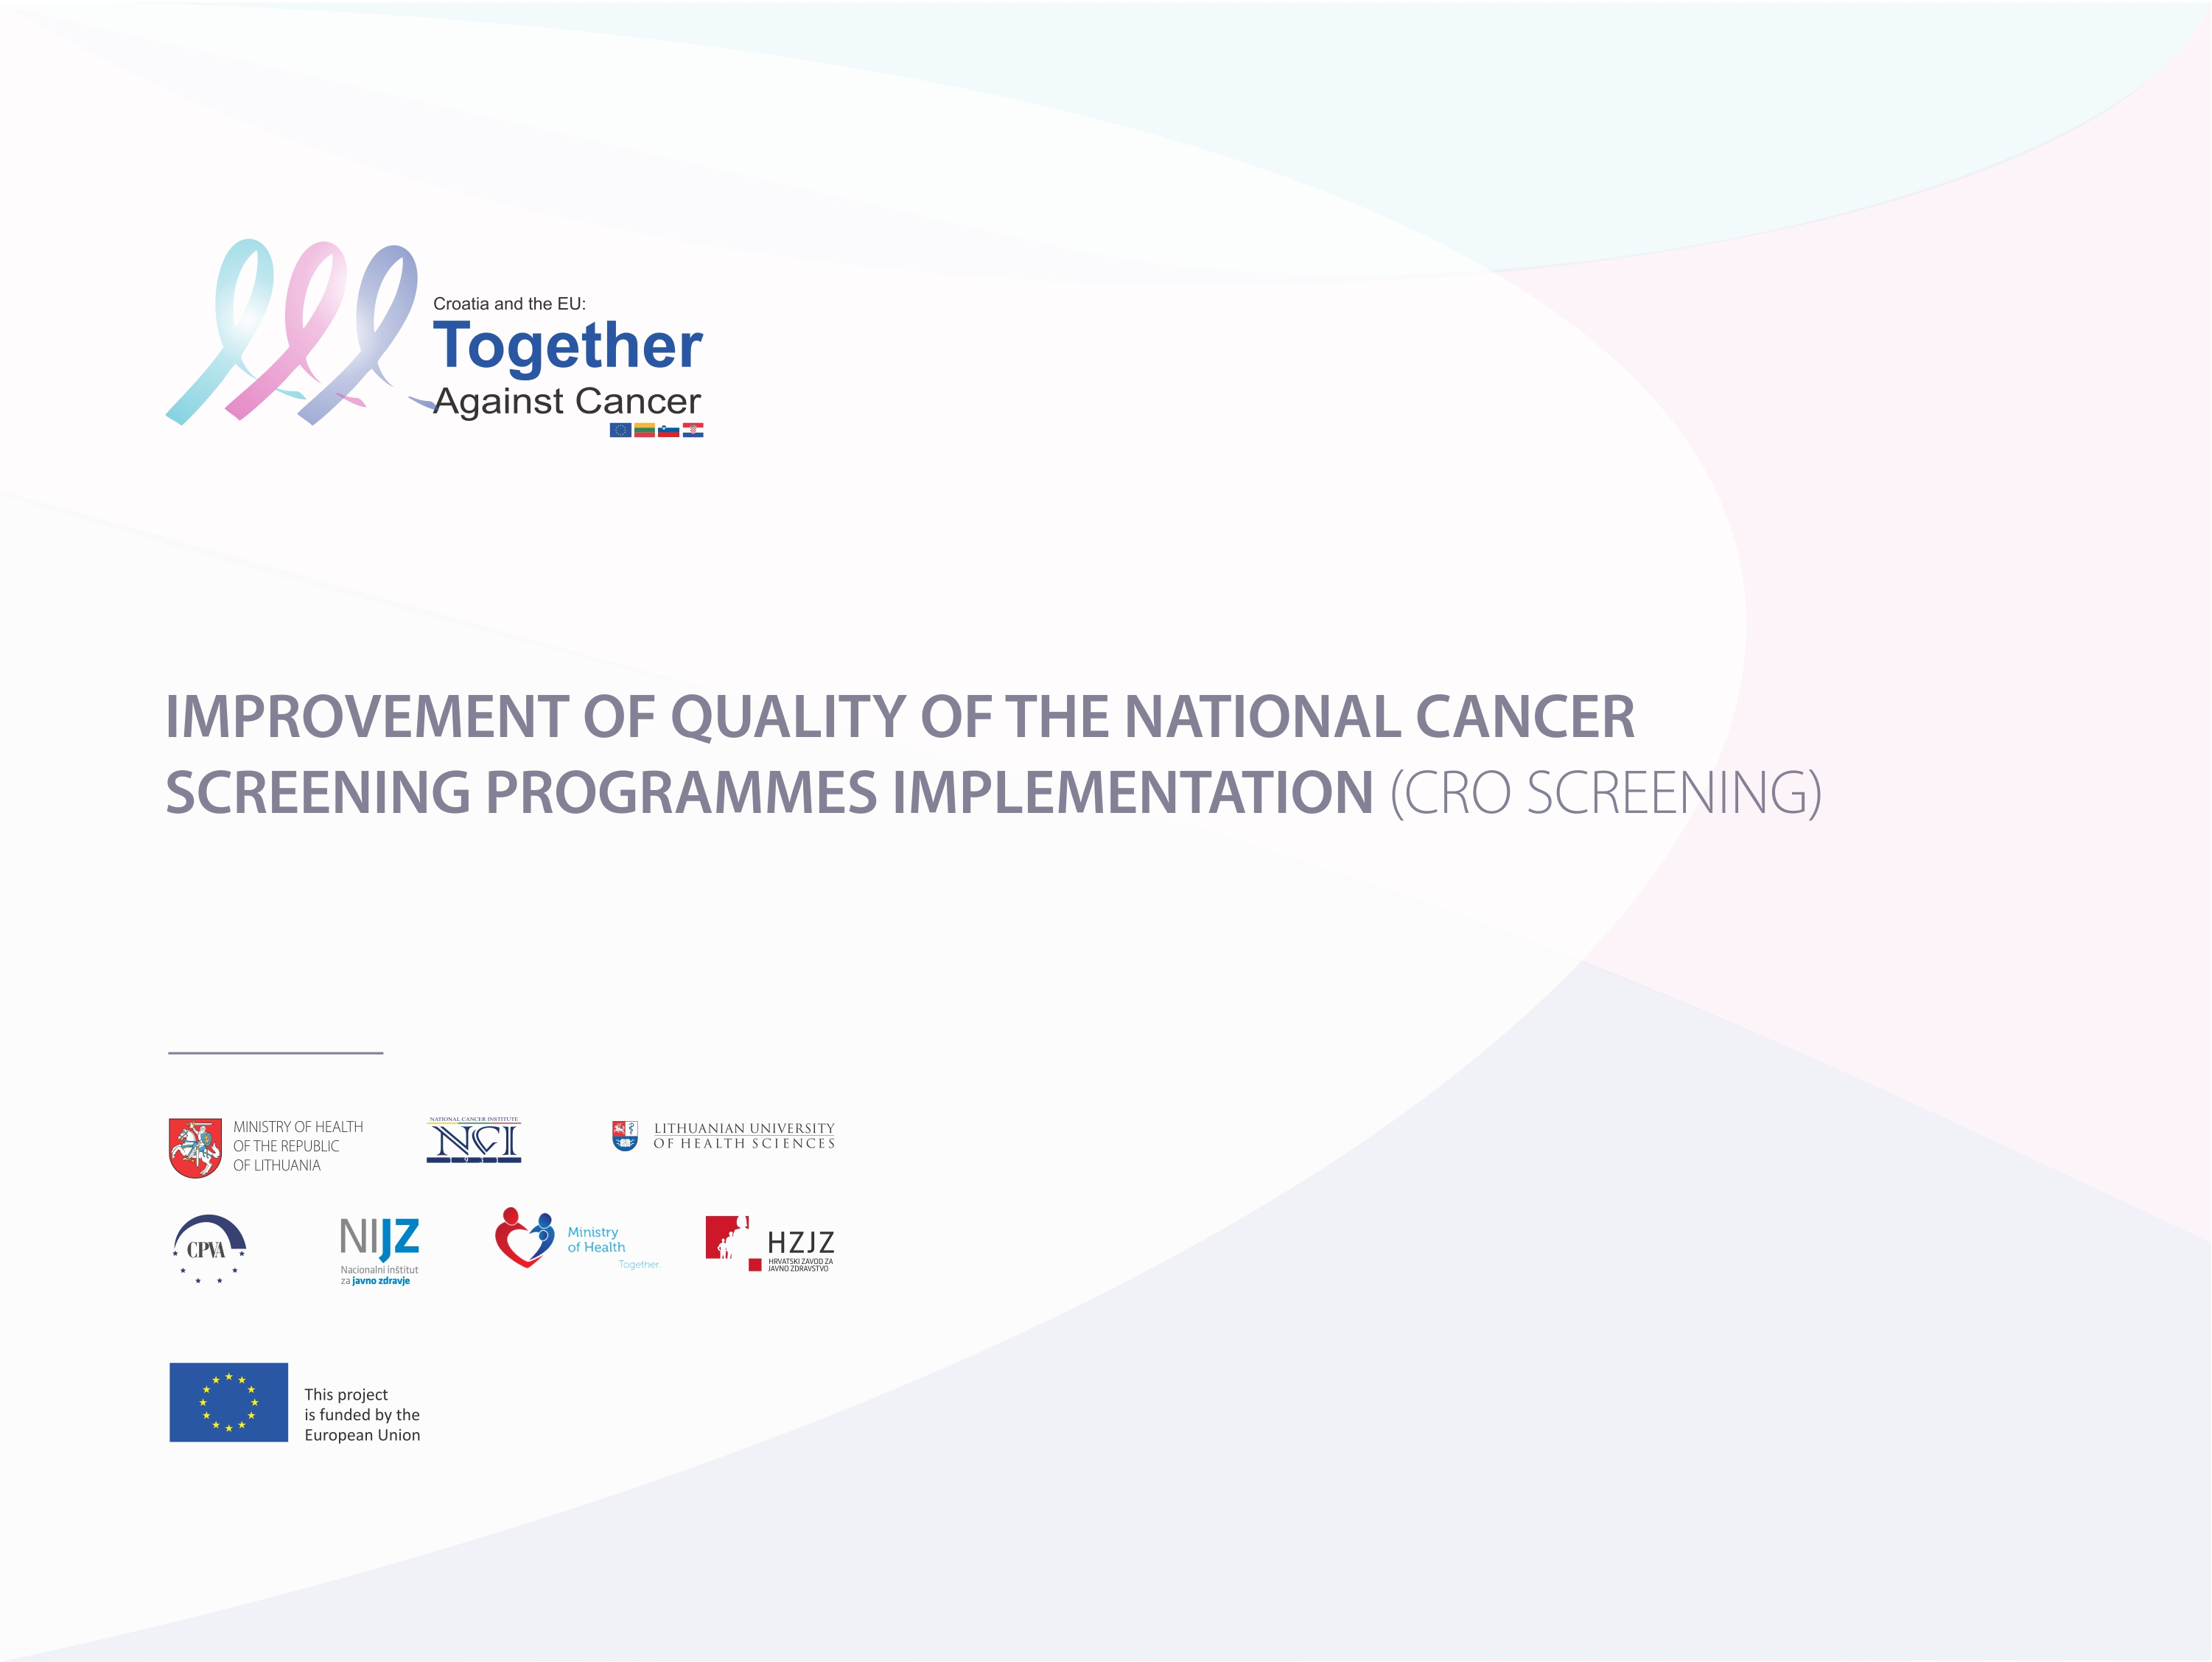 Croatia and the EU:
Together
Against Cancer
IMPROVEMENT OF QUALITY OF THE NATIONAL CANCER
SCREENING PROGRAMMES IMPLEMENTATION (CRO SCREENING)
MINISTRY OF HEALTH
OF THE REPUBLIC
OF LITHUANIA
NATIONAL CANCER INSTITUTE
NCI
LITHUANIAN UNIVERSITY
OF HEALTH SCIENCES
CPVA
NIJZ
Nacionalni inštitut
za javno zdravje
Ministry
of Health
Together.
HZJZ
HRVATSKI ZAVOD ZA
JAVNO ZDRAVSTVO
This project
is funded by the
European Union